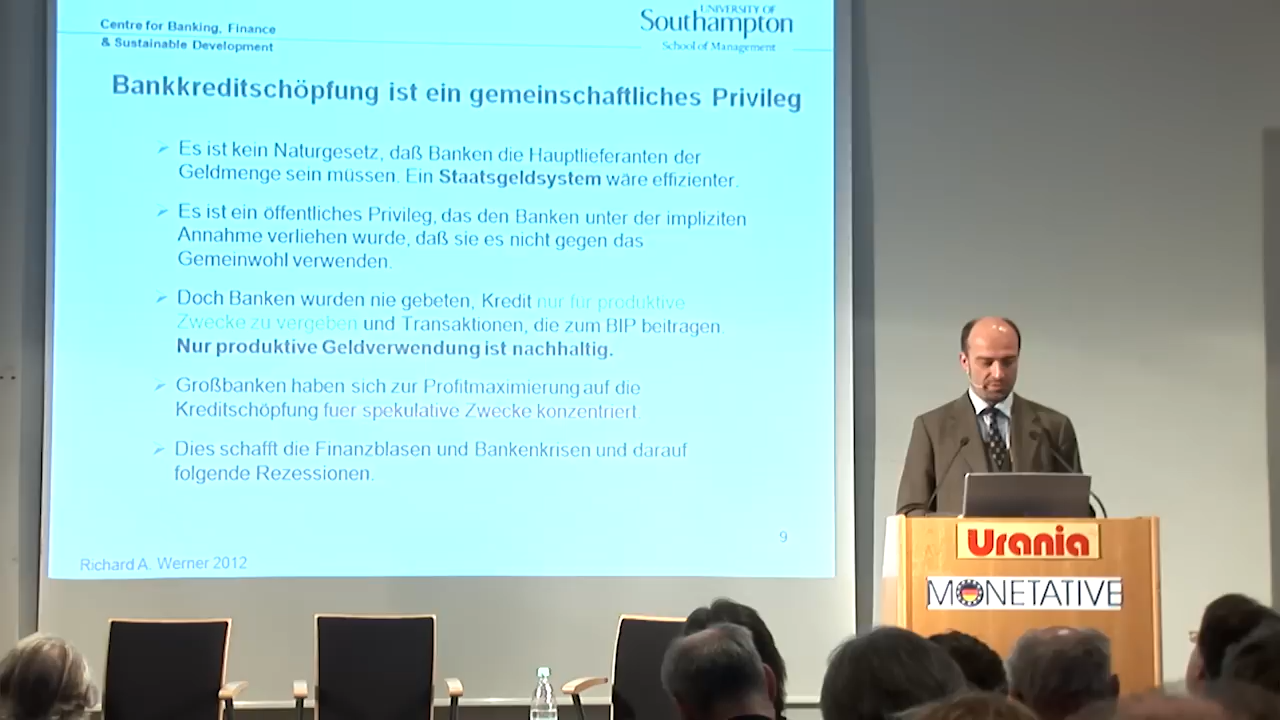 Centre for Banking, Finance
& Sustainable Development
UNIVERSITY OF
Southampton
School of Management
Bankkreditschöpfung ist ein gemeinschaftliches Privileg
Es ist kein Naturgesetz, daß Banken die Hauptlieferanten der
Geldmenge sein müssen. Ein Staatsgeldsystem wäre effizienter.
Es ist ein öffentliches Privileg, das den Banken unter der impliziten
Annahme verliehen wurde, daß sie es nicht gegen das
Gemeinwohl verwenden.
Doch Banken wurden nie gebeten, Kredit nur für produktive
Zwecke zu vergeben und Transaktionen, die zum BIP beitragen.
Nur produktive Geldverwendung ist nachhaltig.
Großbanken haben sich zur Profitmaximierung auf die
Kreditschöpfung fuer spekulative Zwecke konzentriert.
Dies schafft die Finanzblasen und Bankenkrisen und darauf
folgende Rezessionen.
9
Richard A. Werner 2012
Urania
MONETATIVE